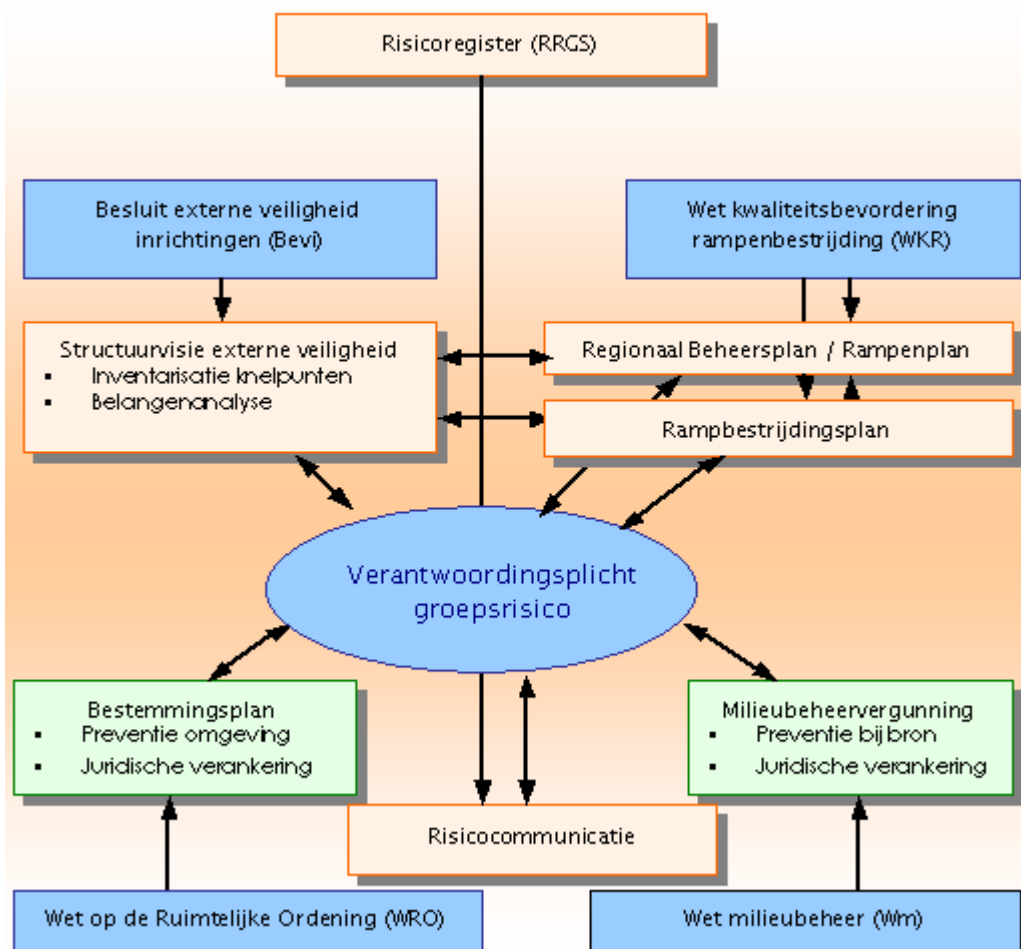 Risicoregister (RRGS)
Besluit externe veiligheid
inrichtingen (Bevi)
Wet kwaliteitsbevordering
rampenbestrijding (WKR)
Structuurvisie externe veiligheid
▪ Inventarisatie knelpunten
▪ Belangenanalyse
Regionaal Beheersplan / Rampenplan
Rampbestrijdingsplan
Verantwoordingsplicht
groepsrisico
Bestemmingsplan
▪ Preventie omgeving
▪ Juridische verankering
Milieubeheervergunning
▪ Preventie bij bron
▪ Juridische verankering
Risicocommunicatie
Wet op de Ruimtelijke Ordening (WRO)
Wet milieubeheer (Wm)